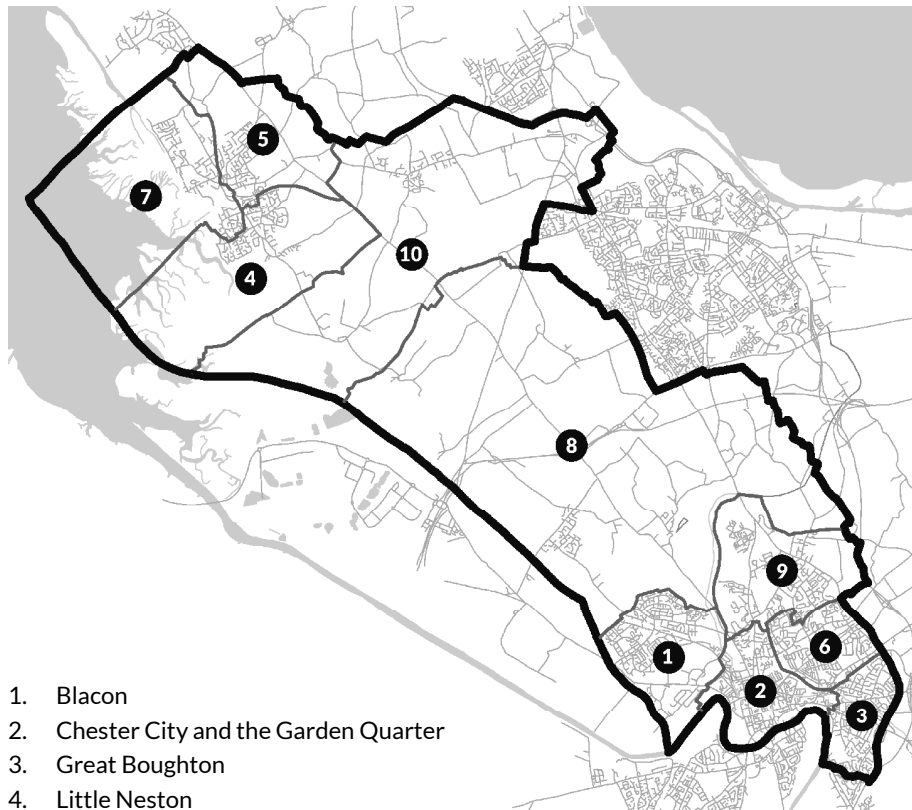 5
7
10
4
8
9
6
1
2
3
1. Blacon
2. Chester City and the Garden Quarter
3. Great Boughton
4. Little Neston